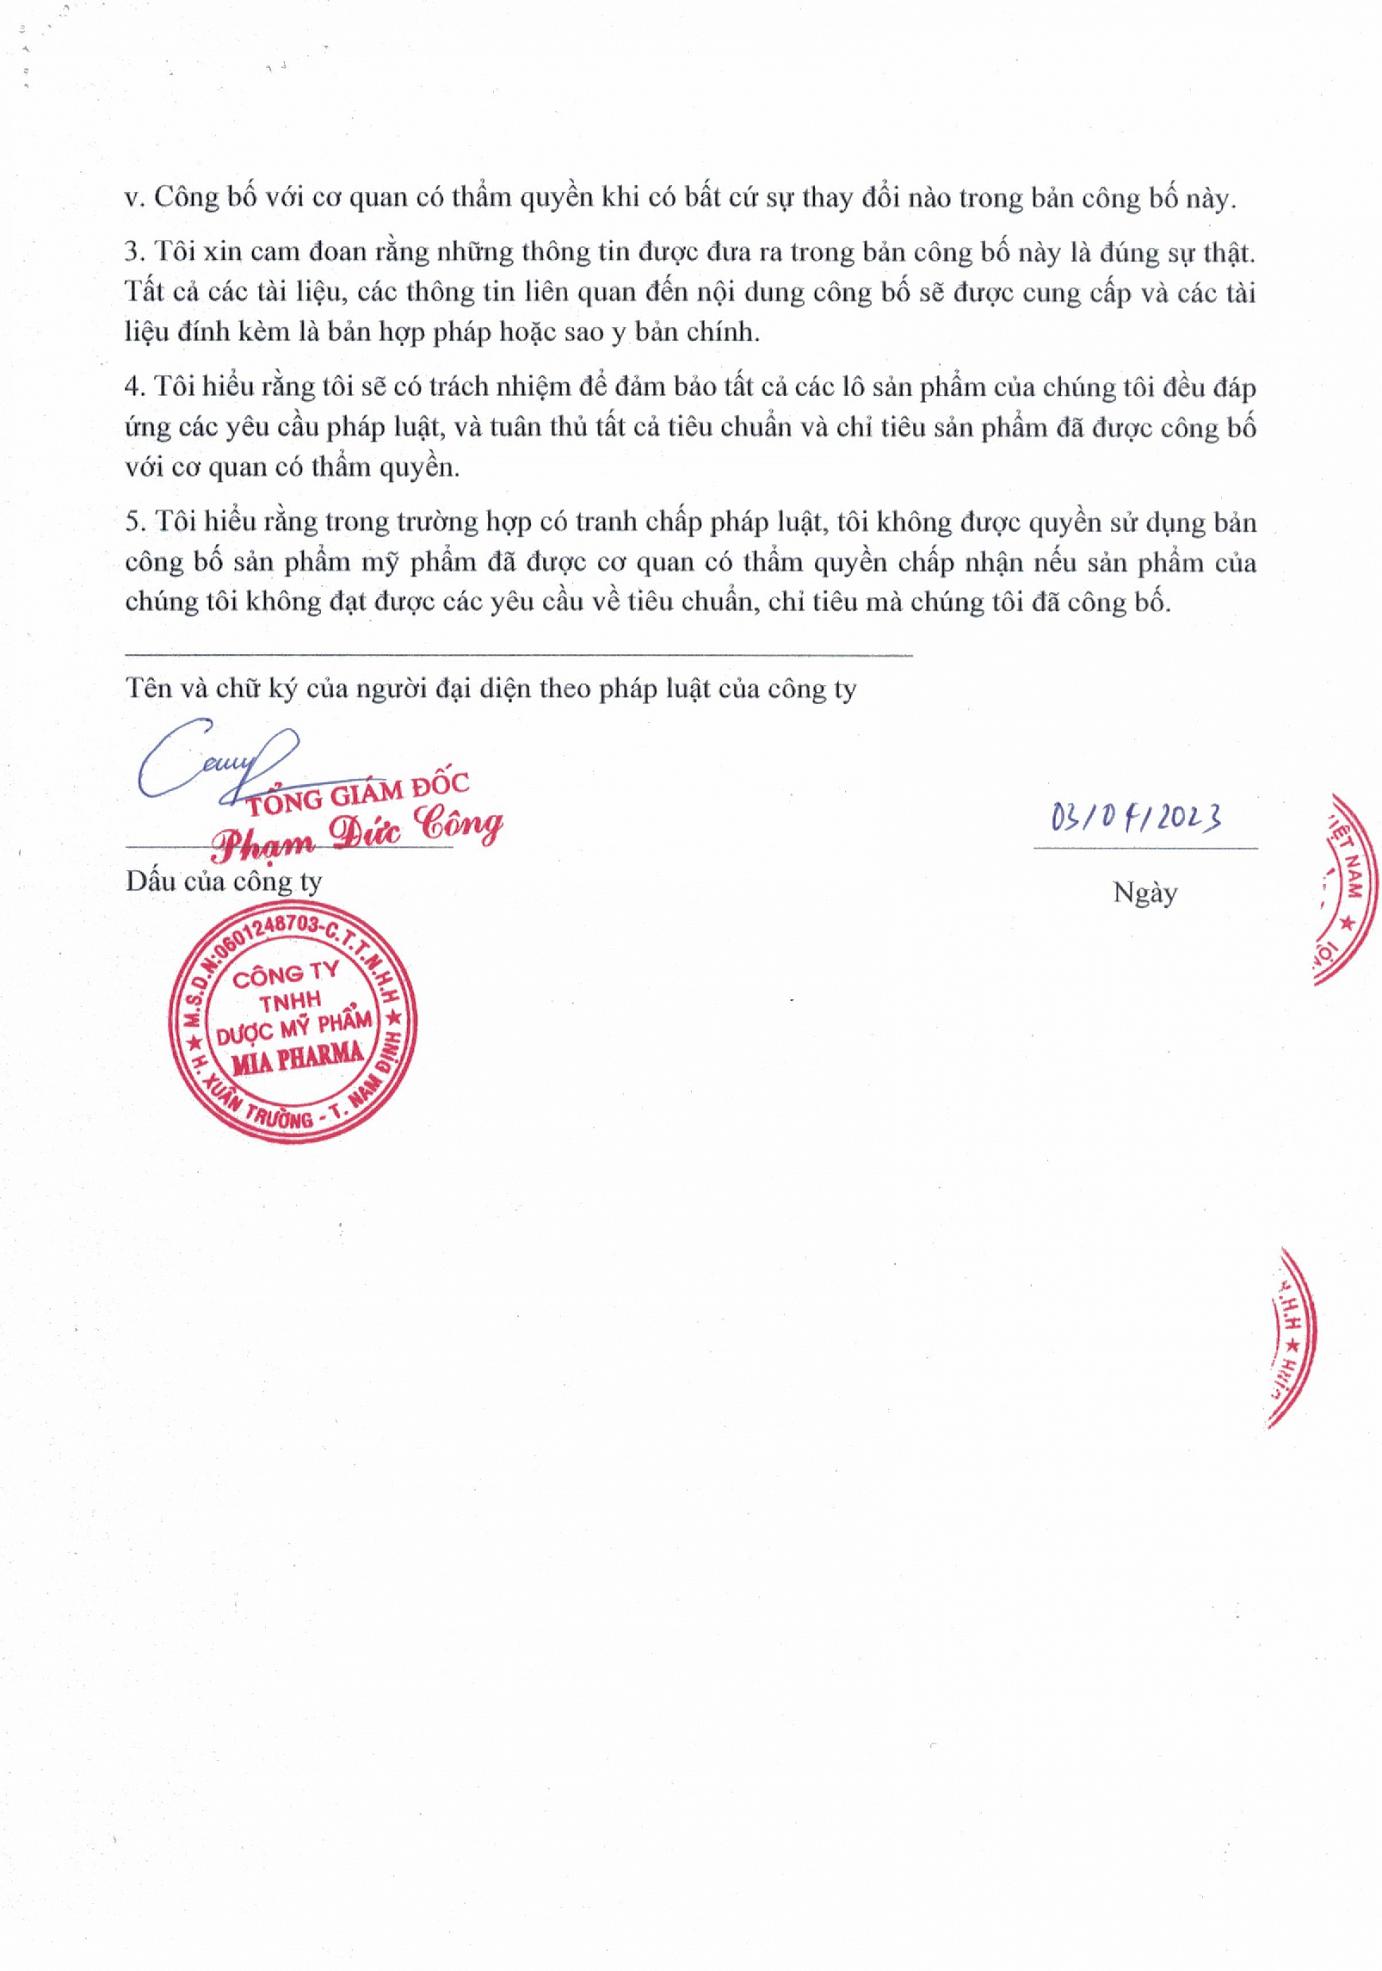 v. Công bố với cơ quan có thẩm quyền khi có bất cứ sự thay đổi nào trong bản công bố này.
3. Tôi xin cam đoan rằng những thông tin được đưa ra trong bản công bố này là đúng sự thật.
Tất cả các tài liệu, các thông tin liên quan đến nội dung công bố sẽ được cung cấp và các tài
liệu đính kèm là bản hợp pháp hoặc sao y bản chính.
4. Tôi hiểu rằng tôi sẽ có trách nhiệm để đảm bảo tất cả các lô sản phẩm của chúng tôi đều đáp
ứng các yêu cầu pháp luật, và tuân thủ tất cả tiêu chuẩn và chỉ tiêu sản phẩm đã được công bố
với cơ quan có thẩm quyền.
5. Tôi hiểu rằng trong trường hợp có tranh chấp pháp luật, tôi không được quyền sử dụng bản
công bố sản phẩm mỹ phẩm đã được cơ quan có thẩm quyền chấp nhận nếu sản phẩm của
chúng tôi không đạt được các yêu cầu về tiêu chuẩn, chỉ tiêu mà chúng tôi đã công bố.
Tên và chữ ký của người đại diện theo pháp luật của công ty
TỔNG GIÁM ĐỐC
Phạm Đức Công
03/04/2023
Dấu của công ty
Ngày
M.S.D.N:0601248703-C.T.T.N.H.H
CÔNG TY
TNHH
DƯỢC MỸ PHẨM
MIA PHARMA
H. XUÂN TRƯỜNG - T. NAM ĐỊNH
IỆT NAM
.H.H